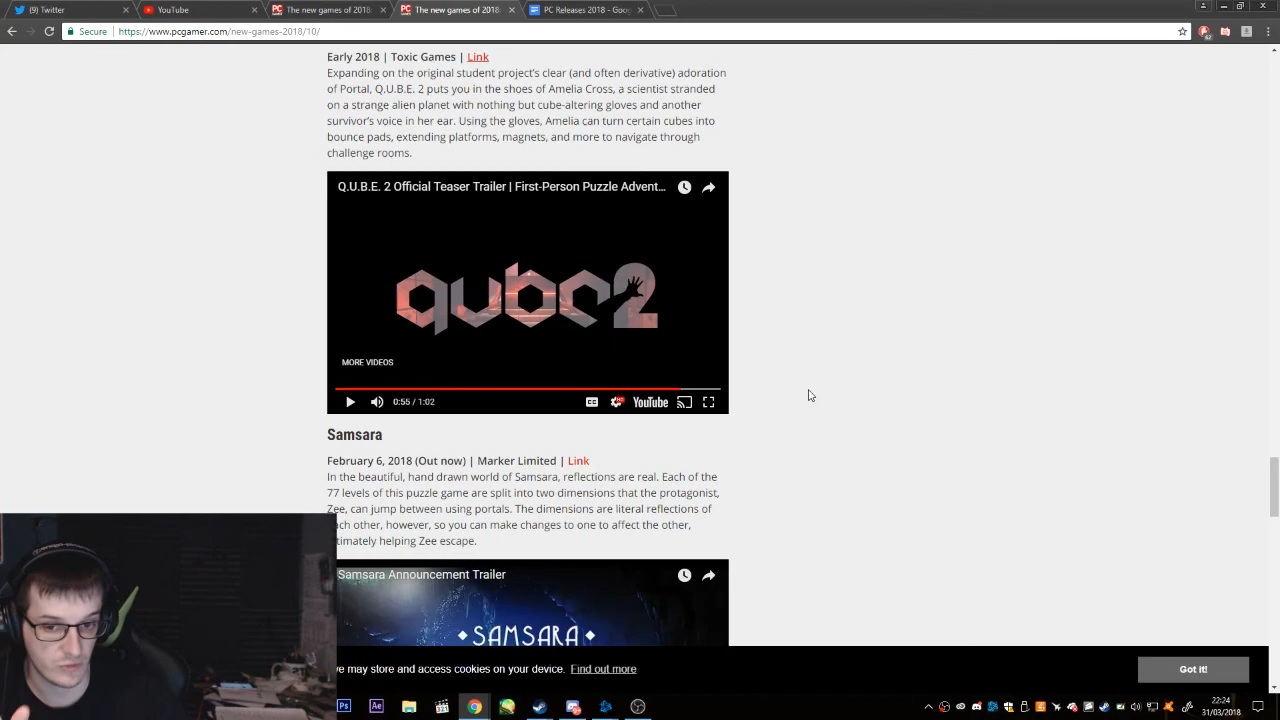 (9) Twitter
YouTube
The new games of 2018:
The new games of 2018:
PC Releases 2018 - Goog
Secure
https://www.pcgamer.com/new-games-2018/10/
Early 2018 | Toxic Games | Link
Expanding on the original student project's clear (and often derivative) adoration
of Portal, Q.U.B.E. 2 puts you in the shoes of Amelia Cross, a scientist stranded
on a strange alien planet with nothing but cube-altering gloves and another
survivor's voice in her ear. Using the gloves, Amelia can turn certain cubes into
bounce pads, extending platforms, magnets, and more to navigate through
challenge rooms.
Q.U.B.E. 2 Official Teaser Trailer | First-Person Puzzle Advent...
qube2
MORE VIDEOS
0:55 / 1:02
CC
HD
YouTube
Samsara
February 6, 2018 (Out now) | Marker Limited | Link
In the beautiful, hand drawn world of Samsara, reflections are real. Each of the
77 levels of this puzzle game are split into two dimensions that the protagonist,
Zee, can jump between using portals. The dimensions are literal reflections of
ach other, however, so you can make changes to one to affect the other,
timately helping Zee escape.
Samsara Announcement Trailer
SAMSARA
we may store and access cookies on your device. Find out more
Got it!
Ps
Ae
22:24
31/03/2018